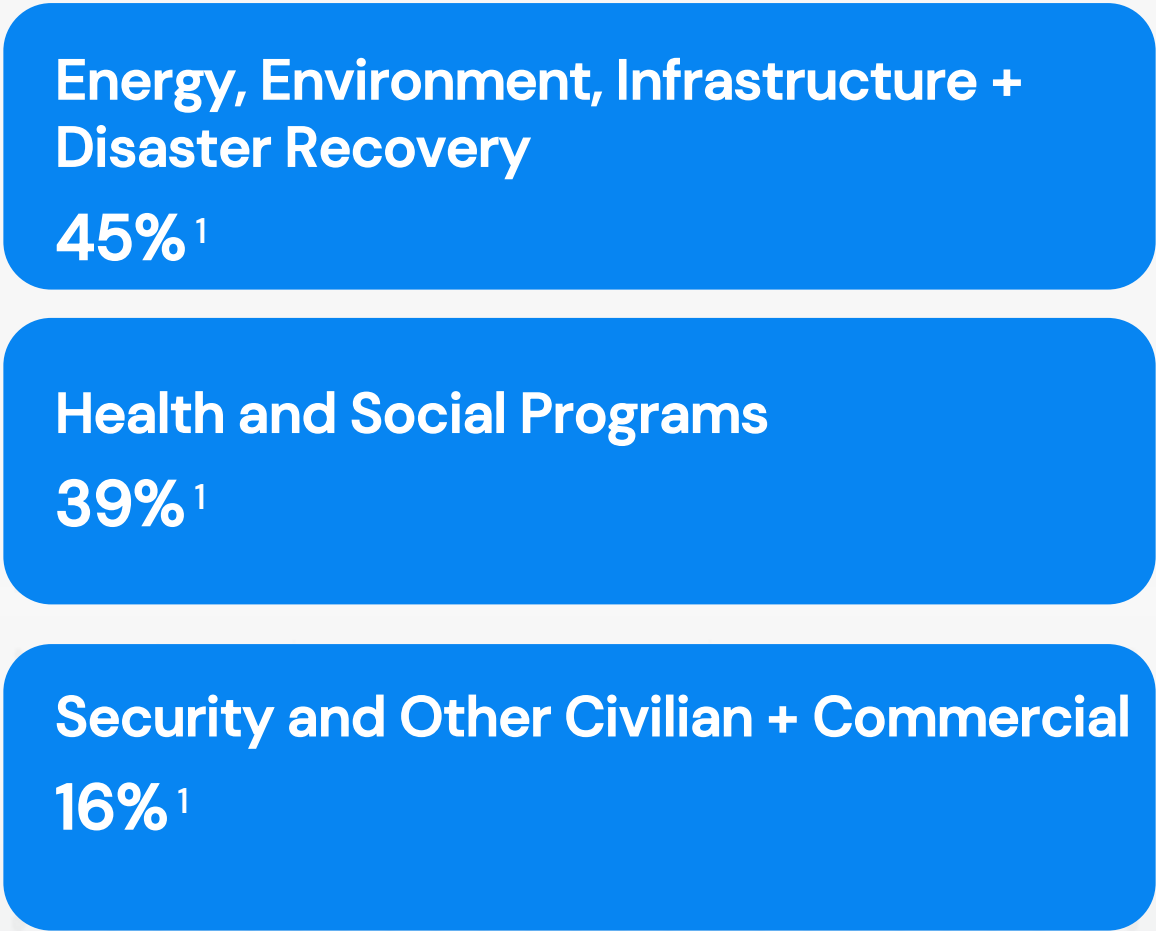 Energy, Environment, Infrastructure +
Disaster Recovery
45% 1
Health and Social Programs
39% 1
Security and Other Civilian + Commercial
16% 1